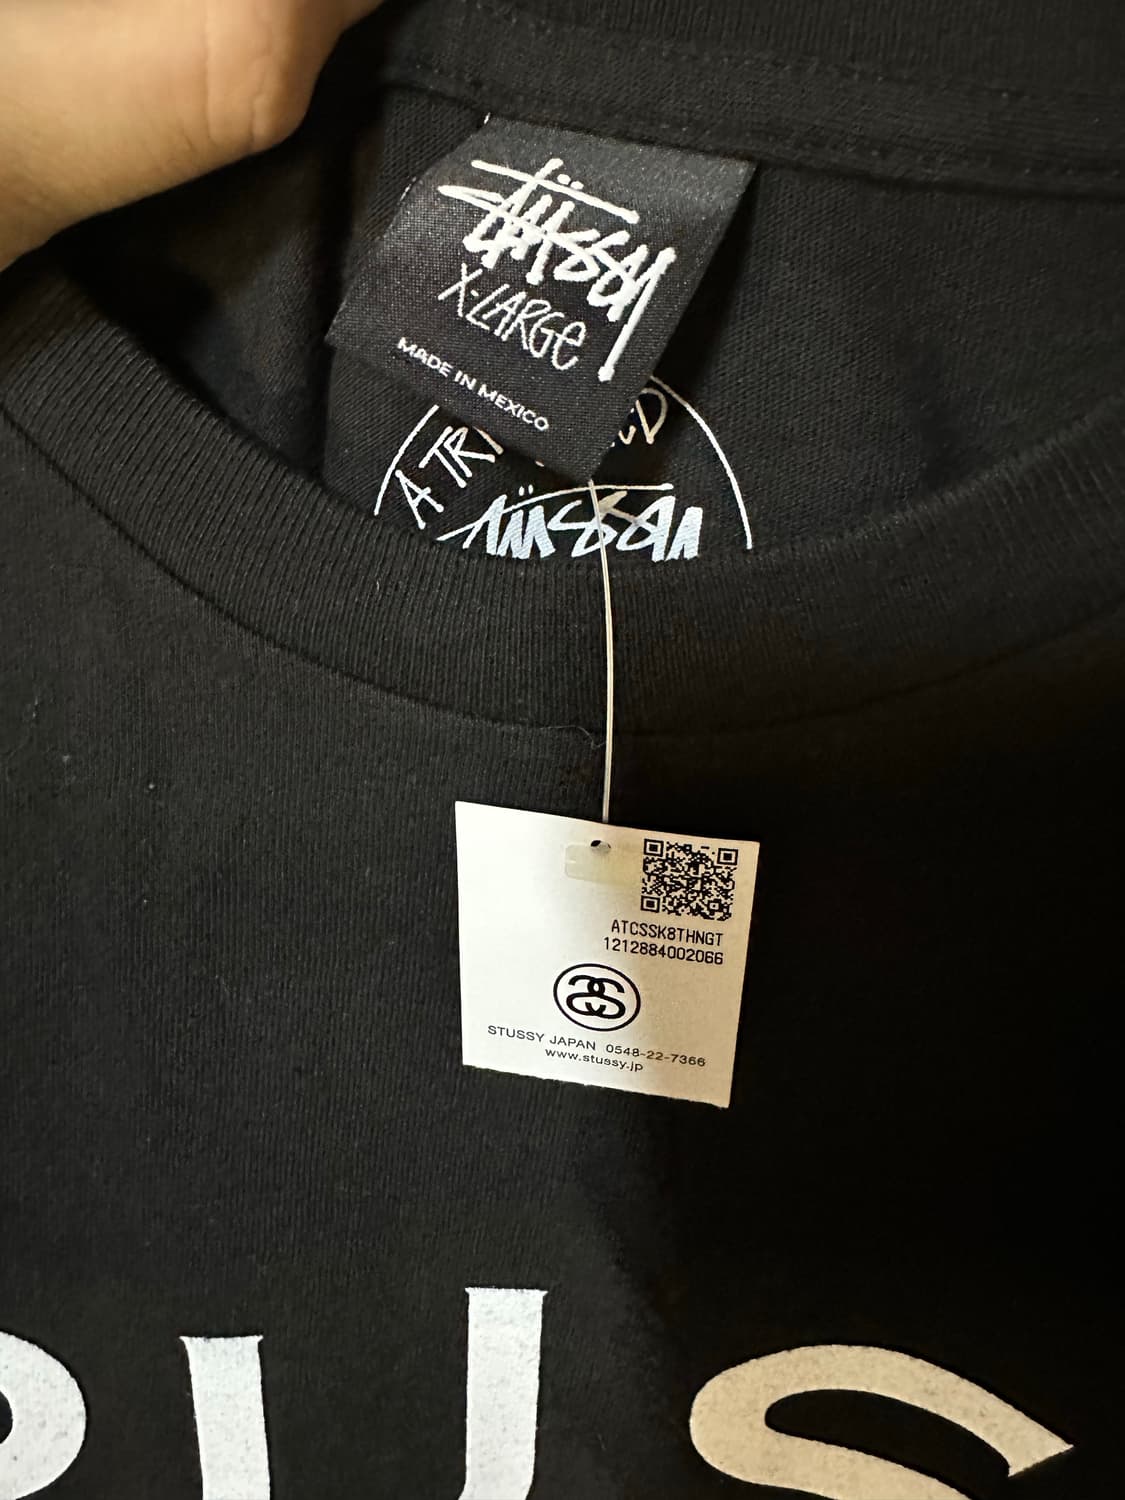 Stüssy
X-LARGE
MADE IN MEXICO
A
Stüssy
ATCSSK8THNGT
1212884002066
STUSSY JAPAN 0548-22-7366
www.stussy.jp